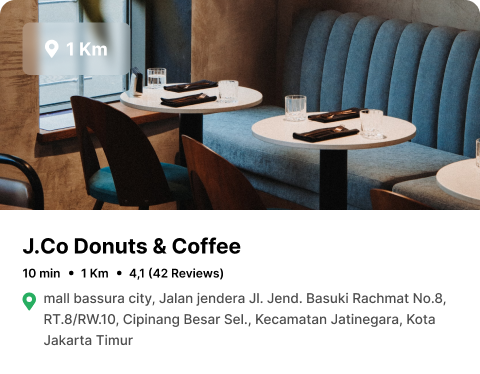 1 Km
J.Co Donuts & Coffee
10 min • 1 Km • 4,1 (42 Reviews)
mall bassura city, Jalan jendera Jl. Jend. Basuki Rachmat No.8,
RT.8/RW.10, Cipinang Besar Sel., Kecamatan Jatinegara, Kota
Jakarta Timur